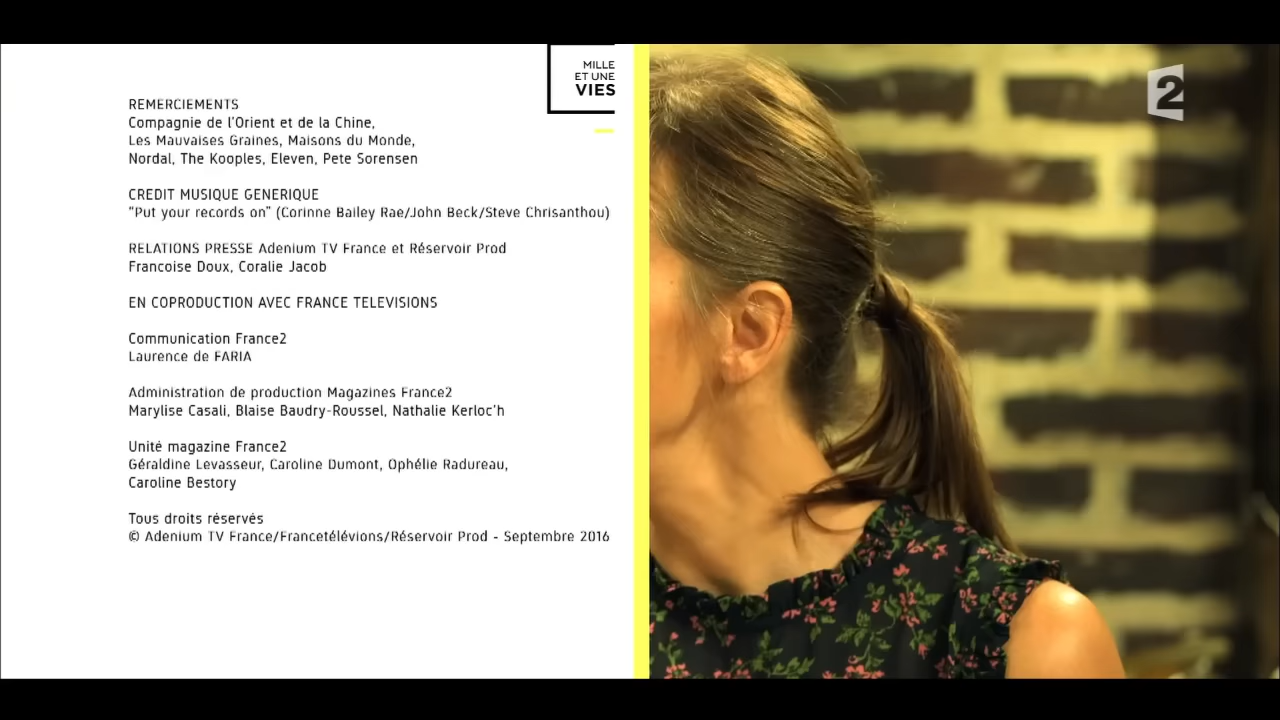 MILLE
ET UNE
VIES
2
REMERCIEMENTS
Compagnie de l'Orient et de la Chine,
Les Mauvaises Graines, Maisons du Monde,
Nordal, The Kooples, Eleven, Pete Sorensen
CREDIT MUSIQUE GENERIQUE
“Put your records on” (Corinne Bailey Rae/John Beck/Steve Chrisanthou)
RELATIONS PRESSE Adenium TV France et Réservoir Prod
Francoise Doux, Coralie Jacob
EN COPRODUCTION AVEC FRANCE TELEVISIONS
Communication France2
Laurence de FARIA
Administration de production Magazines France2
Marylise Casali, Blaise Baudry-Roussel, Nathalie Kerloc'h
Unité magazine France2
Géraldine Levasseur, Caroline Dumont, Ophélie Radureau,
Caroline Bestory
Tous droits réservés
© Adenium TV France/Francetélévions/Réservoir Prod - Septembre 2016